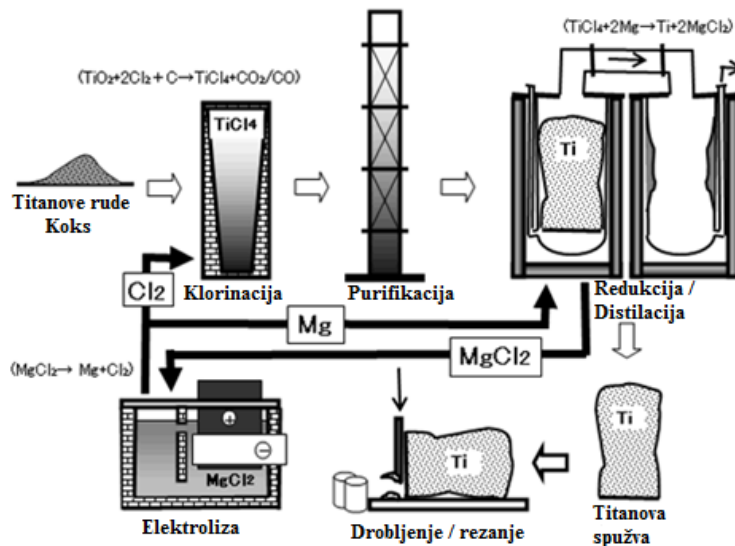 (TiCl₄+2Mg→Ti+2MgCl₂)
(TiO₂+2Cl₂+C→TiCl₄+CO₂/CO)
TiCl4
Ti
Titanove rude
Koks
Klorinacija
Purifikacija
Redukcija /
Distilacija
Cl2
Mg
MgCl2
(MgCl₂→ Mg+Cl₂)
+
−
MgCl2
Elektroliza
Ti
Drobljenje / rezanje
Ti
Titanova
spužva